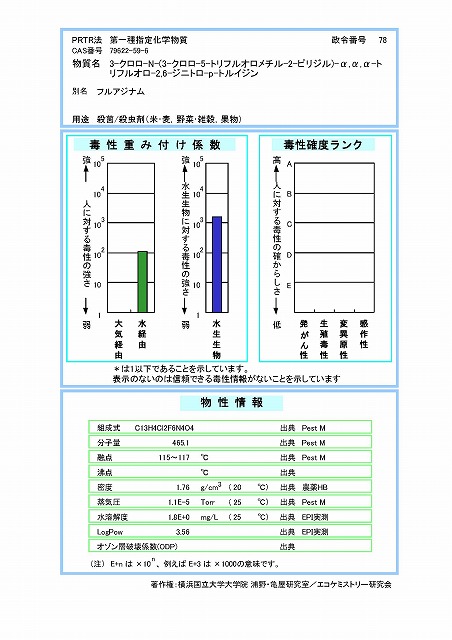 PRTR法 第一種指定化学物質 政令番号 78
CAS番号 79622-59-6
物質名 3-クロロ-N-(3-クロロ-5-トリフルオロメチル-2-ピリジル)-α,α,α-ト
リフルオロ-2,6-ジニトロ-p-トルイジン
別名 フルアジナム
用途 殺菌/殺虫剤(米・麦, 野菜・雑穀, 果物)
毒性重み付け係数
強
人に対する毒性の強さ
弱
10⁵
10⁴
10³
10²
10
1
大気経由
水経由
強
水生生物に対する毒性の強さ
弱
10⁵
10⁴
10³
10²
10
1
水生生物
毒性確度ランク
高
人に対する毒性の確からしさ
低
A
B
C
D
E
発がん性
生殖毒性
変異原性
感作性
*は1以下であることを示しています。
表示のないのは信頼できる毒性情報がないことを示しています
物性情報
組成式 C13H4Cl2F6N4O4 出典 Pest M
分子量 465.1 出典 Pest M
融点 115~117 ℃ 出典 Pest M
沸点 ℃ 出典
密度 1.76 g/cm³ (20 ℃) 出典 農薬HB
蒸気圧 1.1E-5 Torr (25 ℃) 出典 Pest M
水溶解度 1.8E+0 mg/L (25 ℃) 出典 EPI実測
LogPow 3.56 出典 EPI実測
オゾン層破壊係数(ODP) 出典
(注) E+n は ×10ⁿ、例えば E+3 は ×1000の意味です。
著作権:横浜国立大学大学院 浦野・亀屋研究室/エコケミストリー研究会